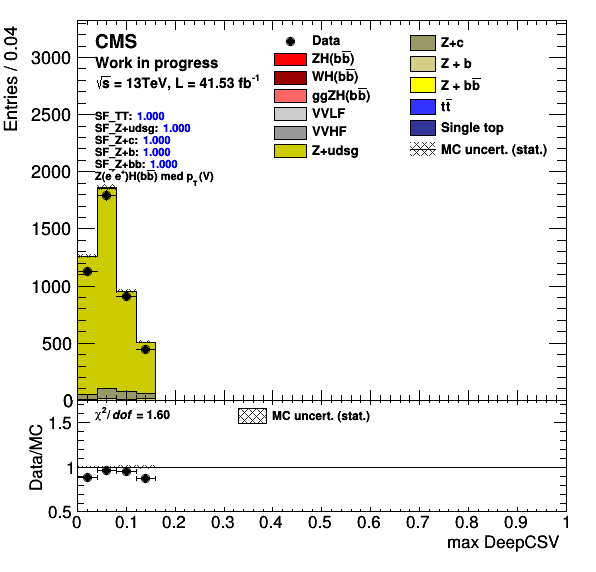 CMS
Work in progress
√s = 13TeV, L = 41.53 fb⁻¹
SF_TT: 1.000
SF_Z+udsg: 1.000
SF_Z+c: 1.000
SF_Z+b: 1.000
SF_Z+bb: 1.000
Z(e⁻e⁺)H(bb̅) med p_T(V)
Data
ZH(bb̅)
WH(bb̅)
ggZH(bb̅)
VVLF
VVHF
Z+udsg
Z+c
Z + b
Z + bb̅
tt̅
Single top
MC uncert. (stat.)
Entries / 0.04
3000
2500
2000
1500
1000
500
0
χ²/dof = 1.60
MC uncert. (stat.)
Data/MC
1.5
1
0.5
0 0.1 0.2 0.3 0.4 0.5 0.6 0.7 0.8 0.9 1
max DeepCSV